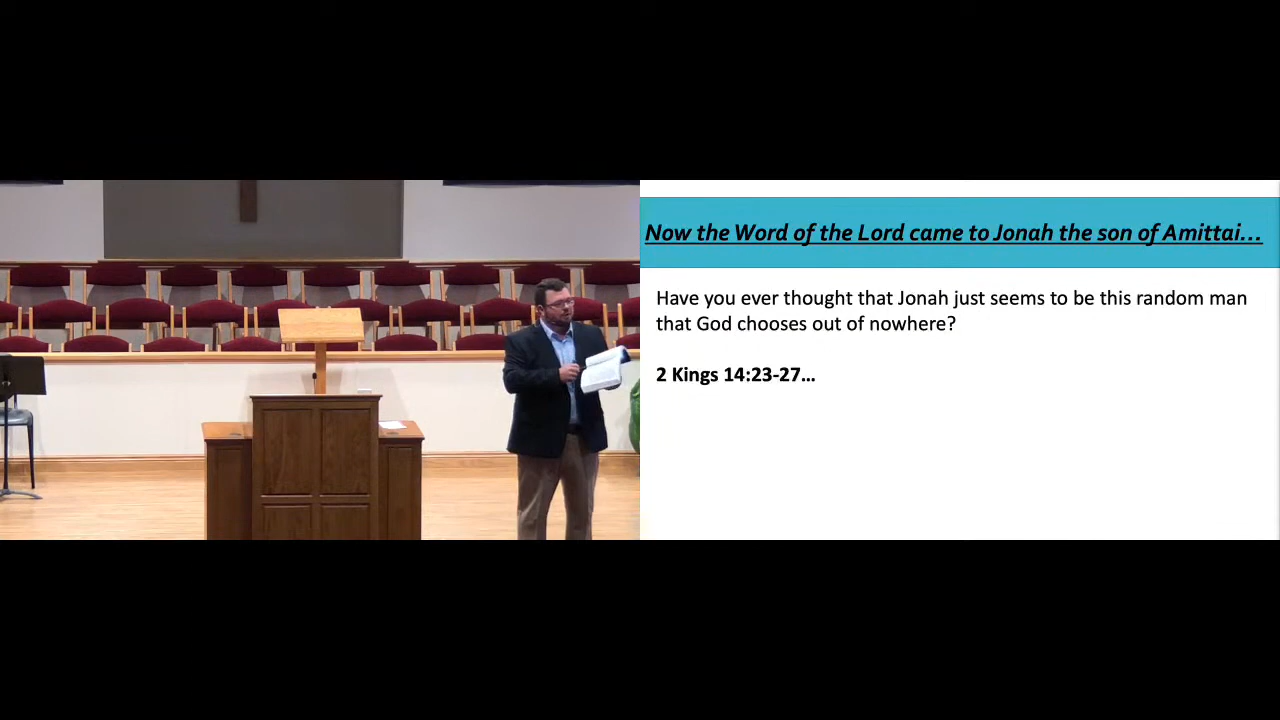 Now the Word of the Lord came to Jonah the son of Amittai...
Have you ever thought that Jonah just seems to be this random man
that God chooses out of nowhere?
2 Kings 14:23-27...